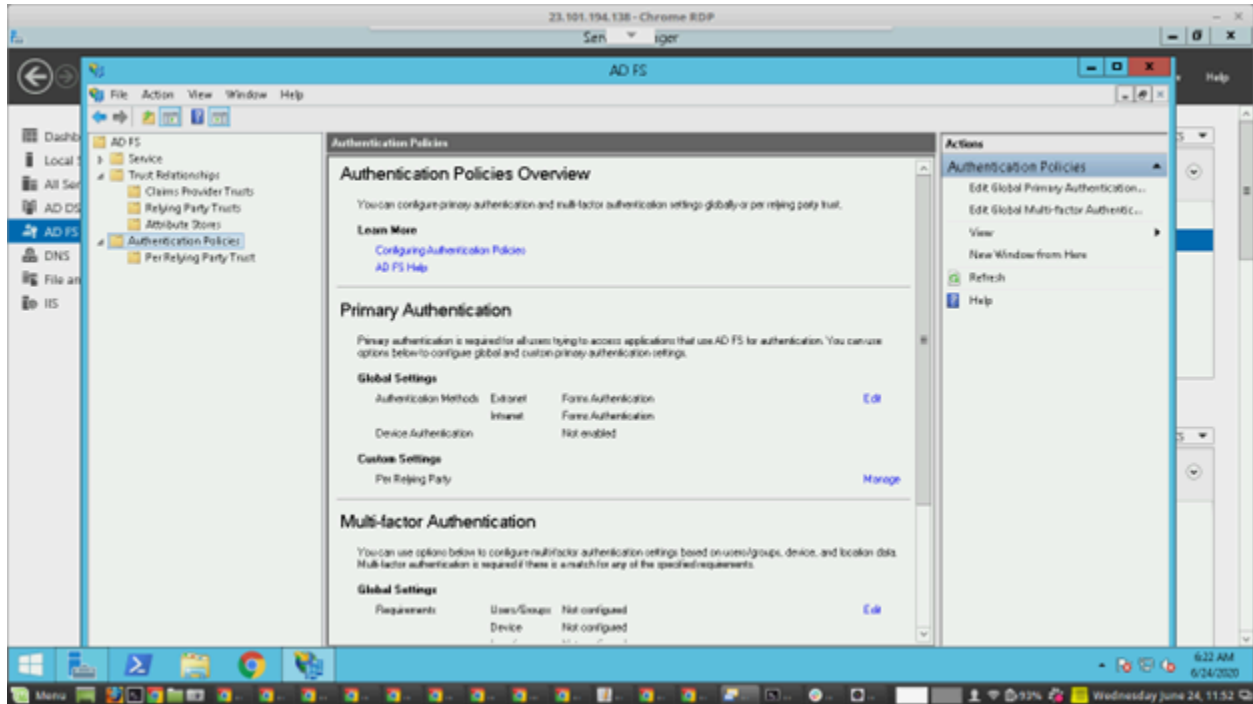 23.101.194.138 - Chrome RDP
AD FS
File Action View Window Help
Help
Dashb
Local S
All Ser
AD DS
AD FS
DNS
File an
IIS
AD FS
Service
Trust Relationships
Claims Provider Trusts
Relying Party Trusts
Attribute Stores
Authentication Policies
Per Relying Party Trust
Authentication Policies
Authentication Policies Overview
You can configure primary authentication and multi-factor authentication settings globally or per relying party trust.
Learn More
Configuring Authentication Policies
AD FS Help
Primary Authentication
Primary authentication is required for all users trying to access applications that use AD FS for authentication. You can use
options below to configure global and custom primary authentication settings.
Global Settings
Authentication Methods Extranet Forms Authentication Edit
Intranet Forms Authentication
Device Authentication Not enabled
Custom Settings
Per Relying Party Manage
Multi-factor Authentication
You can use options below to configure multi-factor authentication settings based on users/groups, device, and location data.
Multi-factor authentication is required if there is a match for any of the specified requirements.
Global Settings
Requirements Users/Groups Not configured Edit
Device Not configured
Actions
Authentication Policies
Edit Global Primary Authentication...
Edit Global Multi-factor Authentic...
View
New Window from Here
Refresh
Help
6:22 AM
6/24/2020
Menu
93%
Wednesday June 24, 11:52